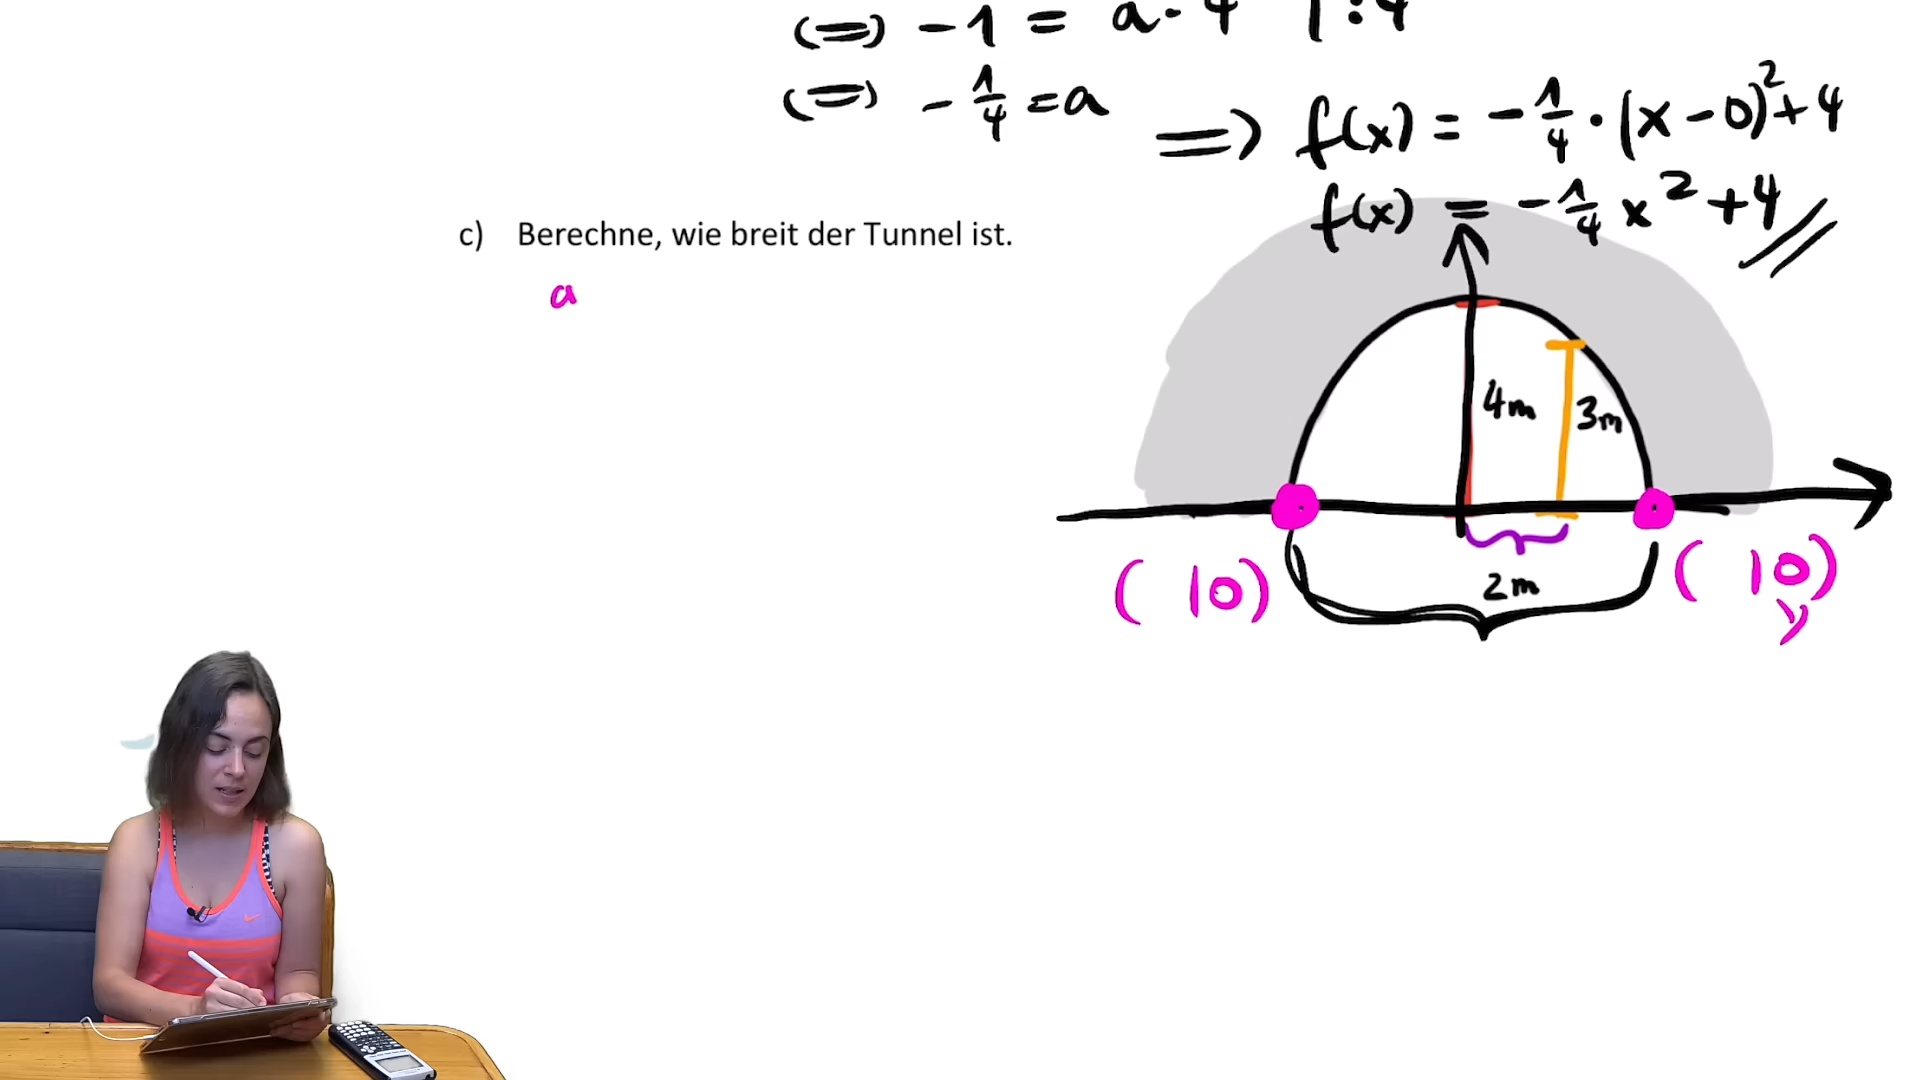 (=) -1 = a · 4 | :4
(=) -1/4 = a
=> f(x) = -1/4 · (x - 0)² + 4
f(x) = -1/4 x² + 4
c) Berechne, wie breit der Tunnel ist.
a
4m
3m
( |0)
2m
( |0)
y